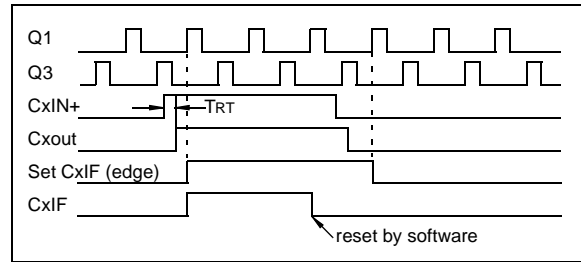 Q1
Q3
CxIN+
TRT
Cxout
Set CxIF (edge)
CxIF
reset by software